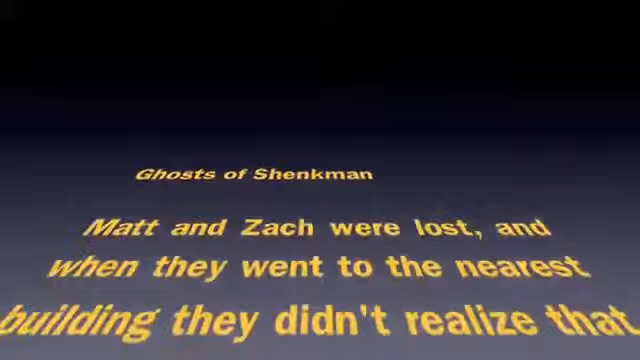 Ghosts of Shenkman
Matt and Zach were lost, and
when they went to the nearest
building they didn't realize that